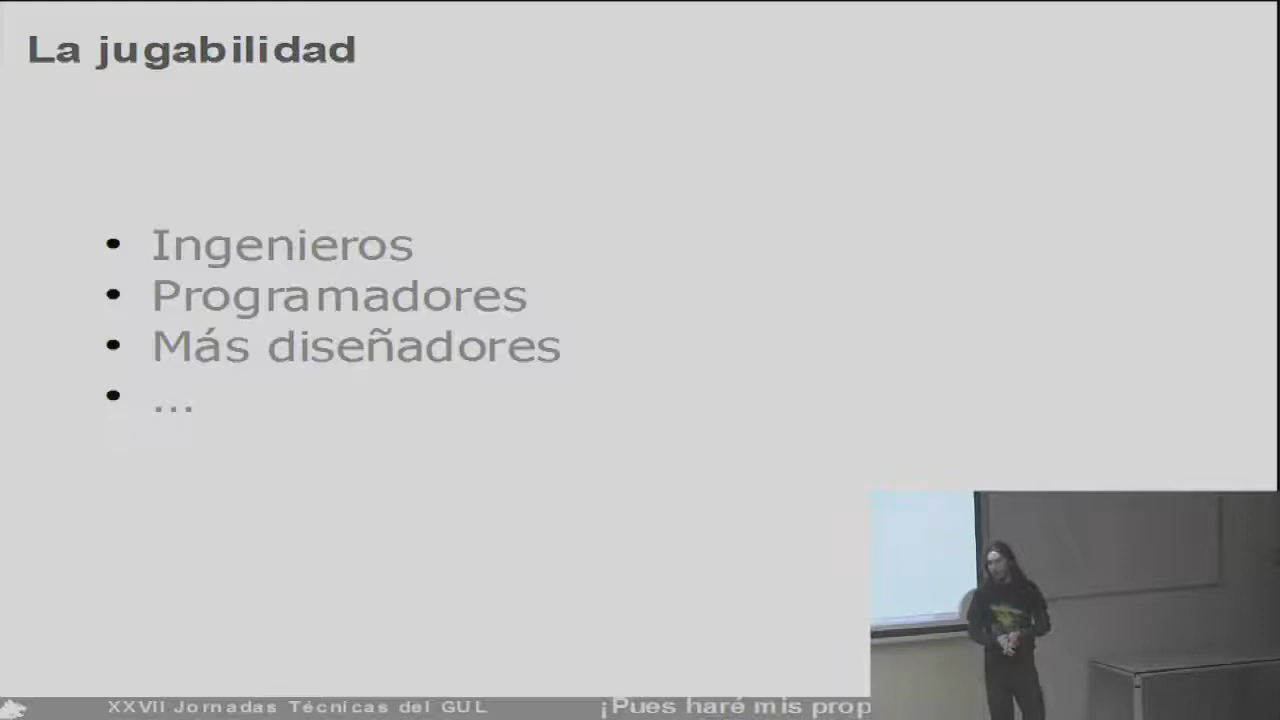 La jugabilidad
• Ingenieros
• Programadores
• Más diseñadores
• ...
XXVII Jornadas Técnicas del GUL
¡Pues haré mis prop